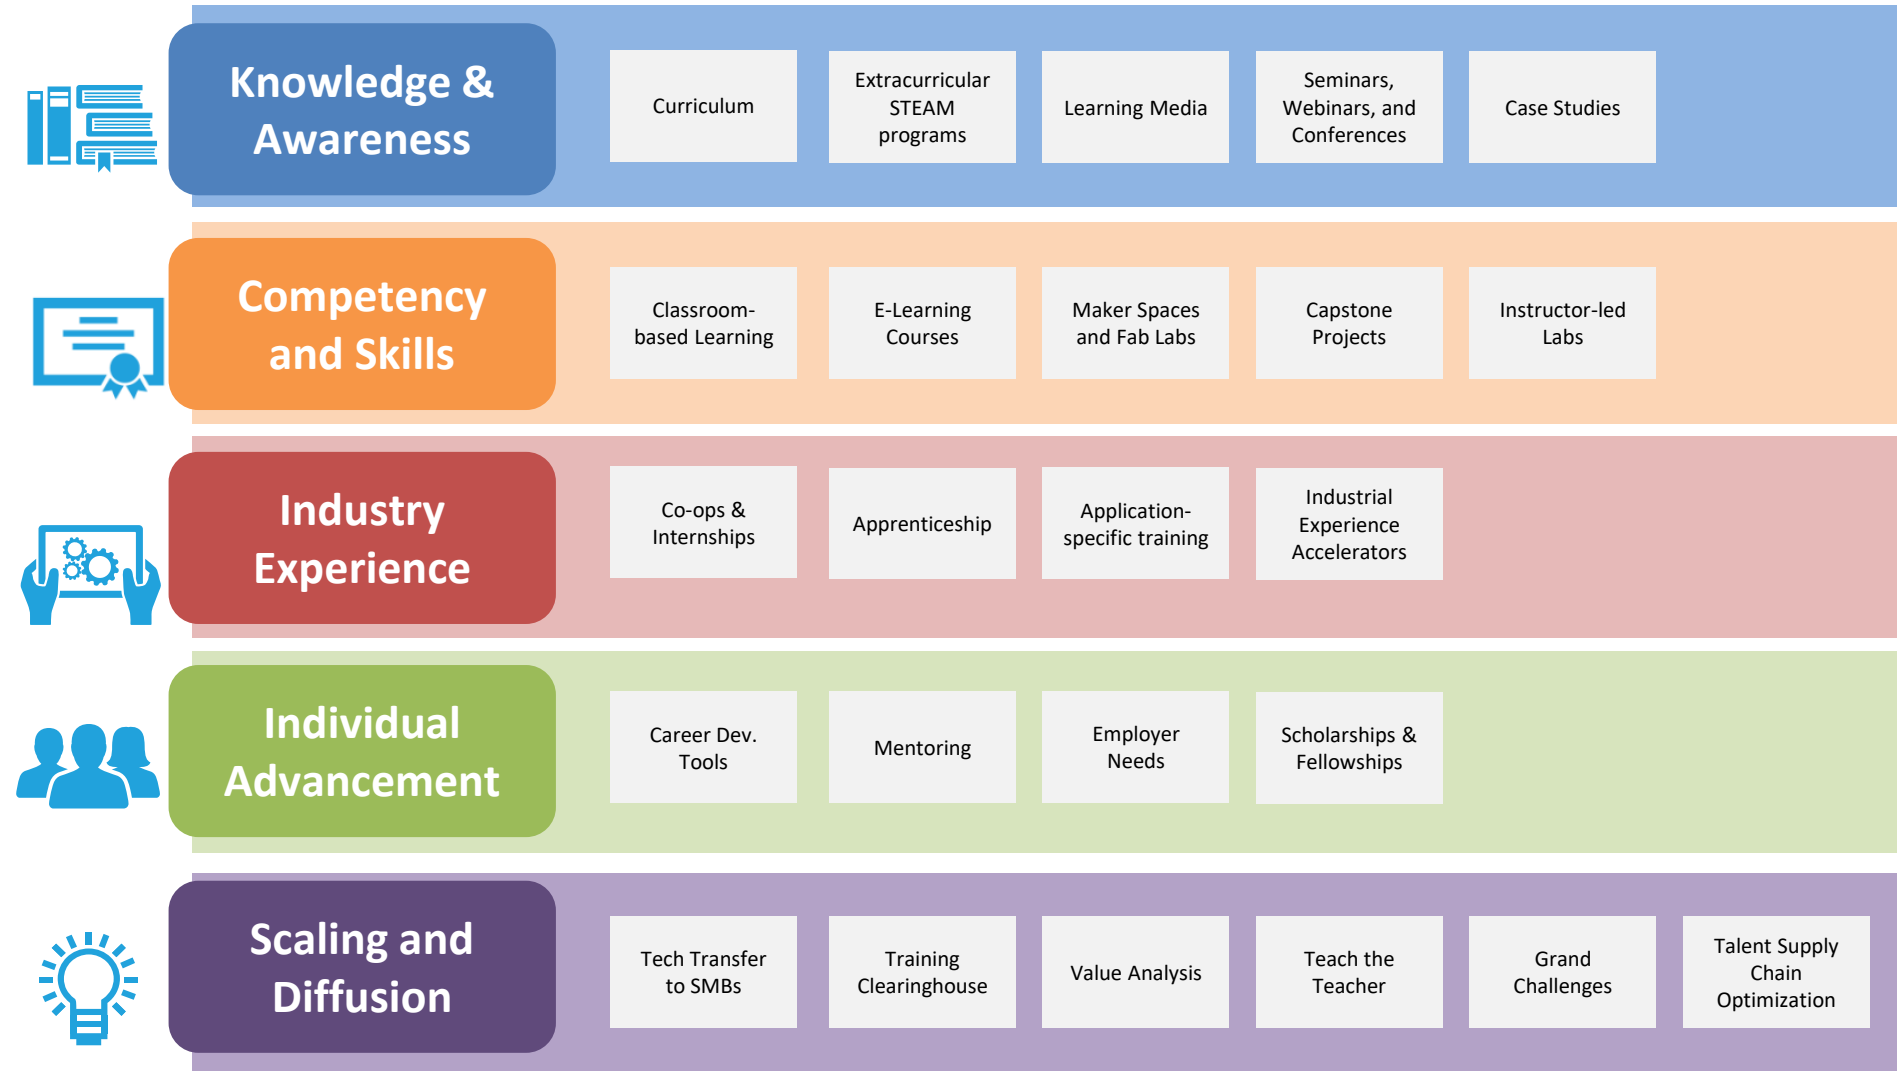 Knowledge &
Awareness
Curriculum
Extracurricular
STEAM
programs
Learning Media
Seminars,
Webinars, and
Conferences
Case Studies
Competency
and Skills
Classroom-
based Learning
E-Learning
Courses
Maker Spaces
and Fab Labs
Capstone
Projects
Instructor-led
Labs
Industry
Experience
Co-ops &
Internships
Apprenticeship
Application-
specific training
Industrial
Experience
Accelerators
Individual
Advancement
Career Dev.
Tools
Mentoring
Employer
Needs
Scholarships &
Fellowships
Scaling and
Diffusion
Tech Transfer
to SMBs
Training
Clearinghouse
Value Analysis
Teach the
Teacher
Grand
Challenges
Talent Supply
Chain
Optimization